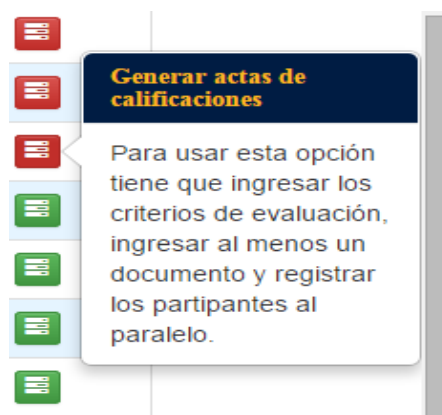 Generar actas de
calificaciones
Para usar esta opción
tiene que ingresar los
criterios de evaluación,
ingresar al menos un
documento y registrar
los partipantes al
paralelo.